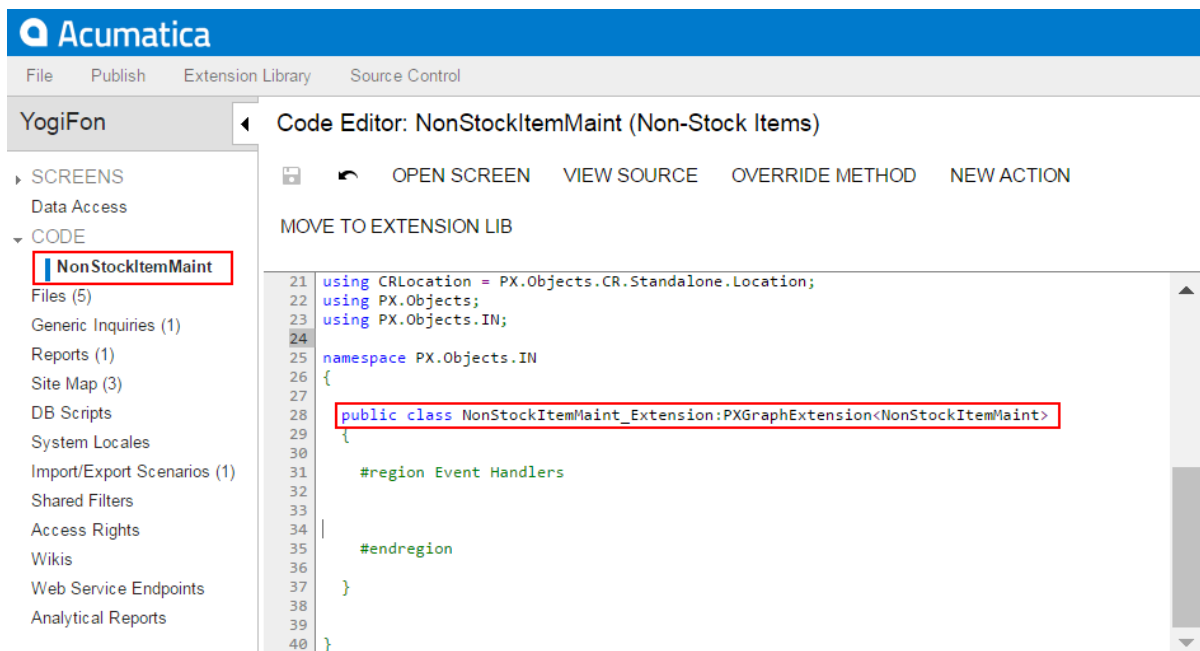 Acumatica
File Publish Extension Library Source Control
YogiFon
Code Editor: NonStockItemMaint (Non-Stock Items)
SCREENS
Data Access
CODE
NonStockItemMaint
Files (5)
Generic Inquiries (1)
Reports (1)
Site Map (3)
DB Scripts
System Locales
Import/Export Scenarios (1)
Shared Filters
Access Rights
Wikis
Web Service Endpoints
Analytical Reports
OPEN SCREEN VIEW SOURCE OVERRIDE METHOD NEW ACTION
MOVE TO EXTENSION LIB
21 using CRLocation = PX.Objects.CR.Standalone.Location;
22 using PX.Objects;
23 using PX.Objects.IN;
24
25 namespace PX.Objects.IN
26 {
27
28 public class NonStockItemMaint_Extension:PXGraphExtension<NonStockItemMaint>
29 {
30
31 #region Event Handlers
32
33
34
35 #endregion
36
37 }
38
39
40 }